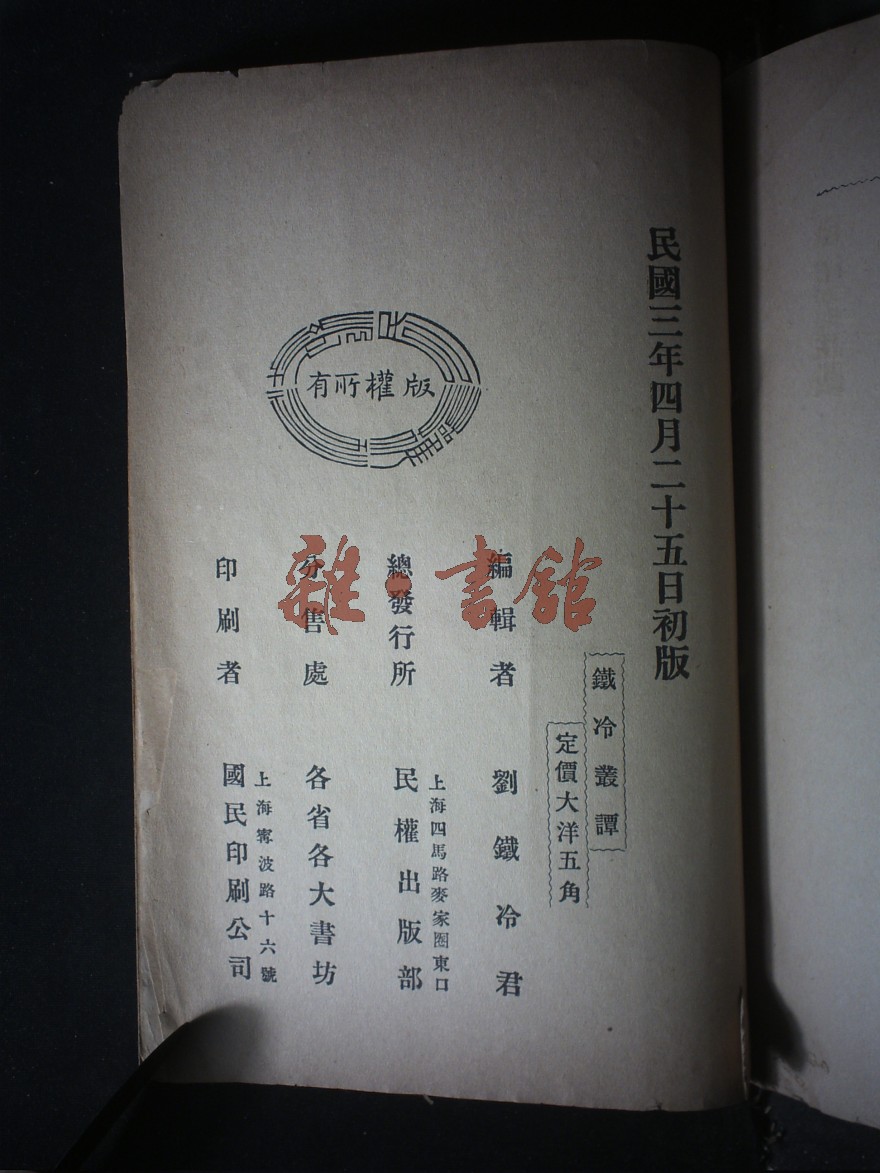 民國三年四月二十五日初版
鐵冷叢譚
定價大洋五角
編輯者 劉鐵冷君
總發行所 上海四馬路麥家圈東口
民權出版部
分售處 各省各大書坊
印刷者 上海寗波路十六號
國民印刷公司
版權所有
雜·書館